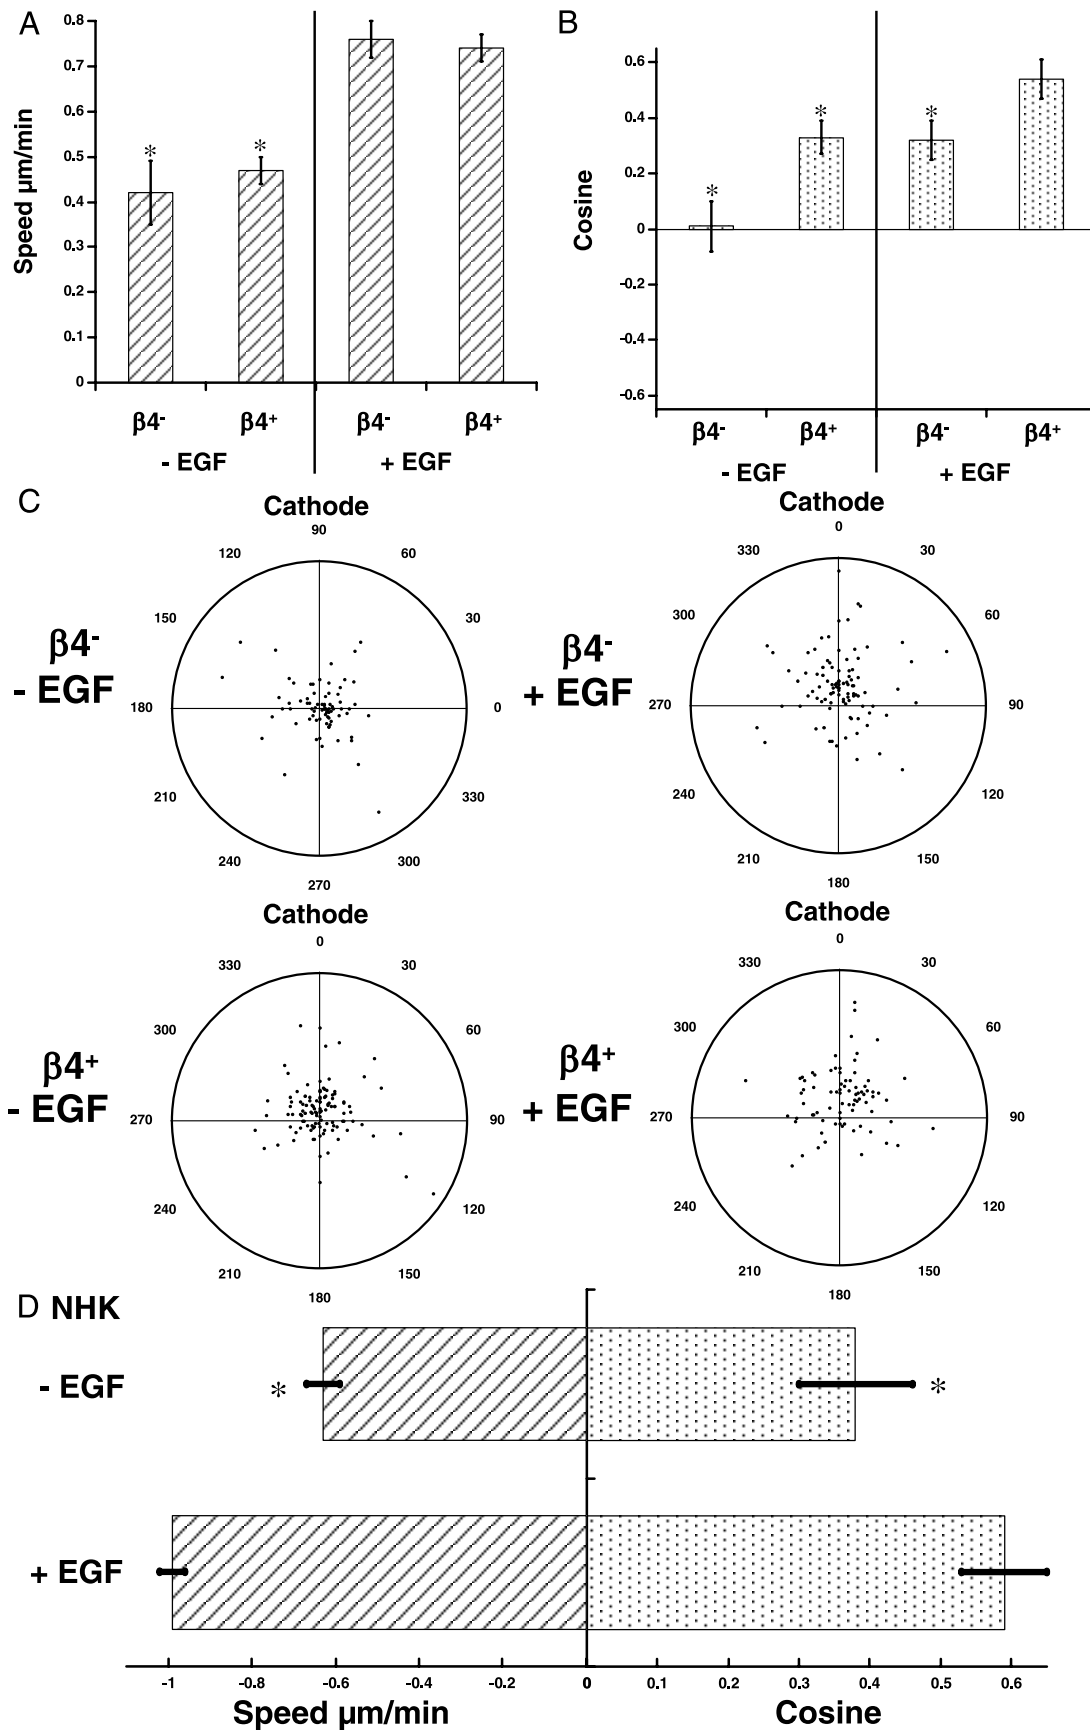 A
B
0.8
0.7
0.6
0.5
0.4
0.3
0.2
0.1
0
Speed µm/min
*
*
β4⁻
β4⁺
β4⁻
β4⁺
- EGF
+ EGF
0.6
0.4
0.2
0
-0.2
-0.4
-0.6
Cosine
*
*
*
β4⁻
β4⁺
β4⁻
β4⁺
- EGF
+ EGF
C
Cathode
90
120
60
150
30
β4⁻
- EGF
180
0
210
330
240
300
270
Cathode
0
330
30
300
60
β4⁻
+ EGF
270
90
240
120
210
150
180
Cathode
0
330
30
300
60
β4⁺
- EGF
270
90
240
120
210
150
180
Cathode
0
330
30
300
60
β4⁺
+ EGF
270
90
240
120
210
150
180
D NHK
- EGF
*
*
+ EGF
-1 -0.8 -0.6 -0.4 -0.2 0 0.1 0.2 0.3 0.4 0.5 0.6
Speed µm/min Cosine